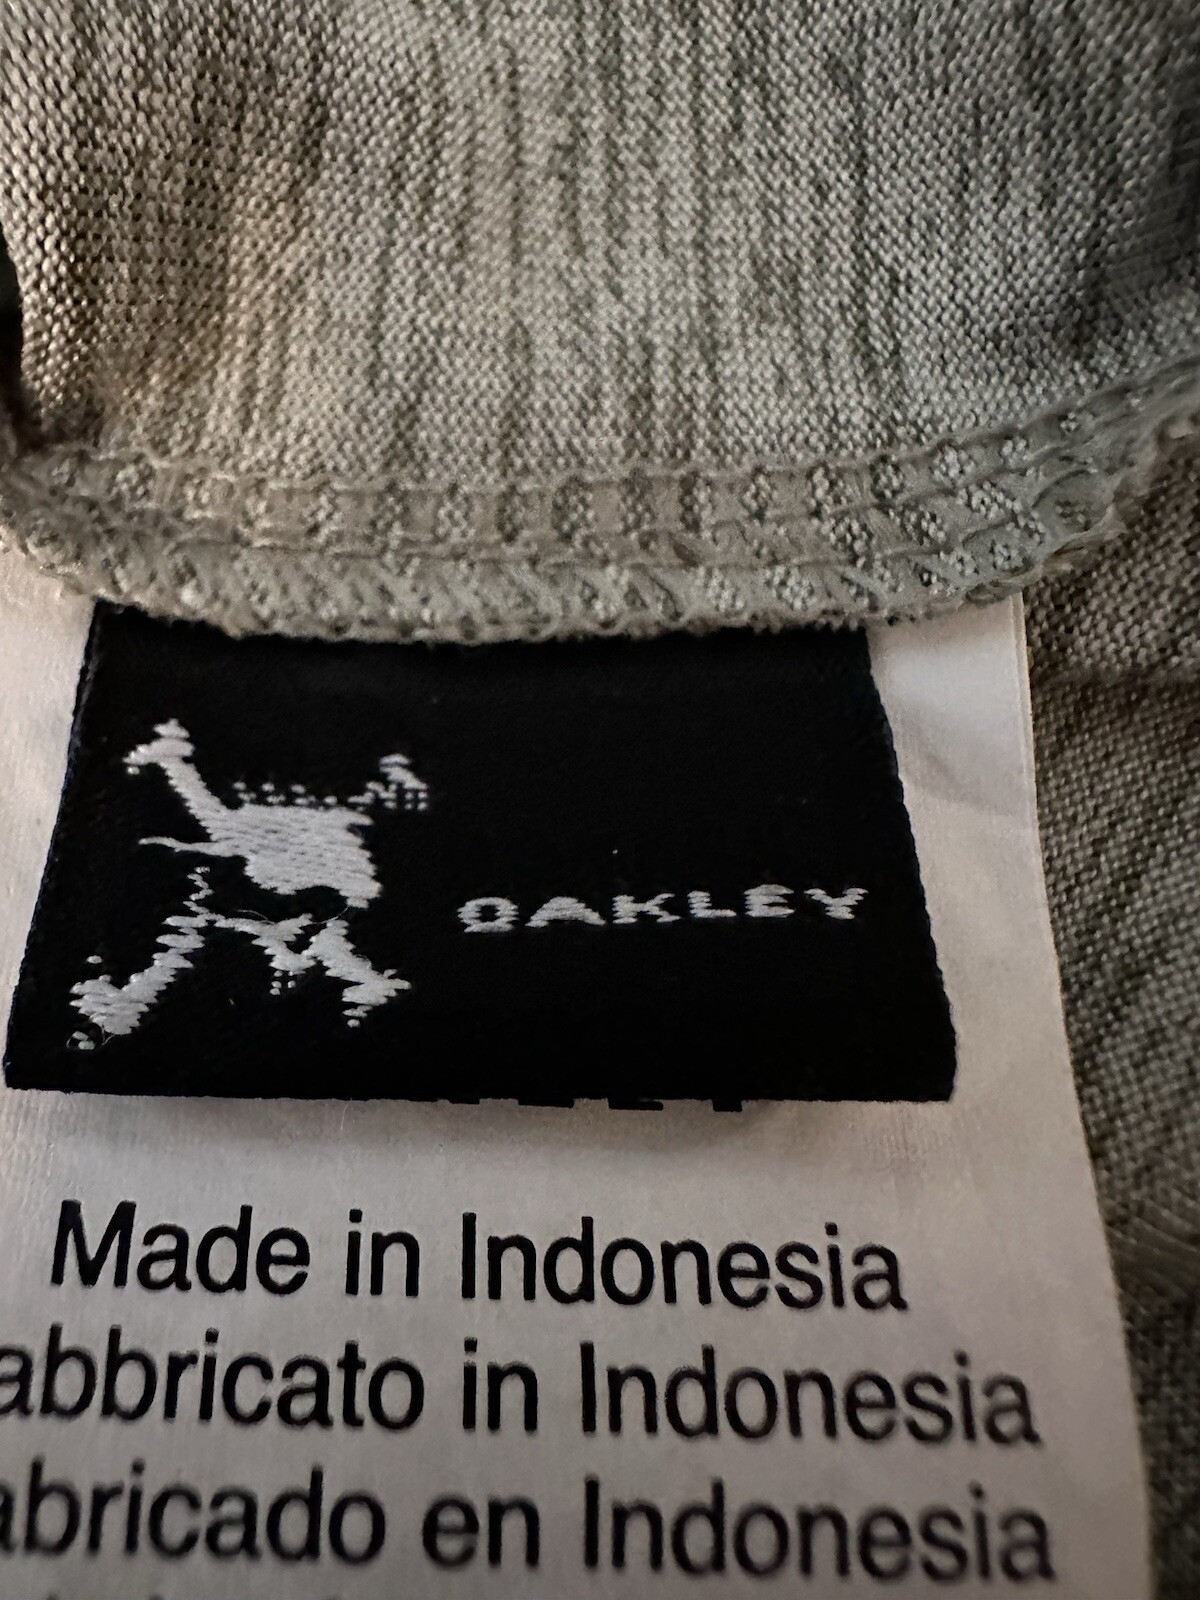 OAKLEY
Made in Indonesia
abbricato in Indonesia
abricado en Indonesia